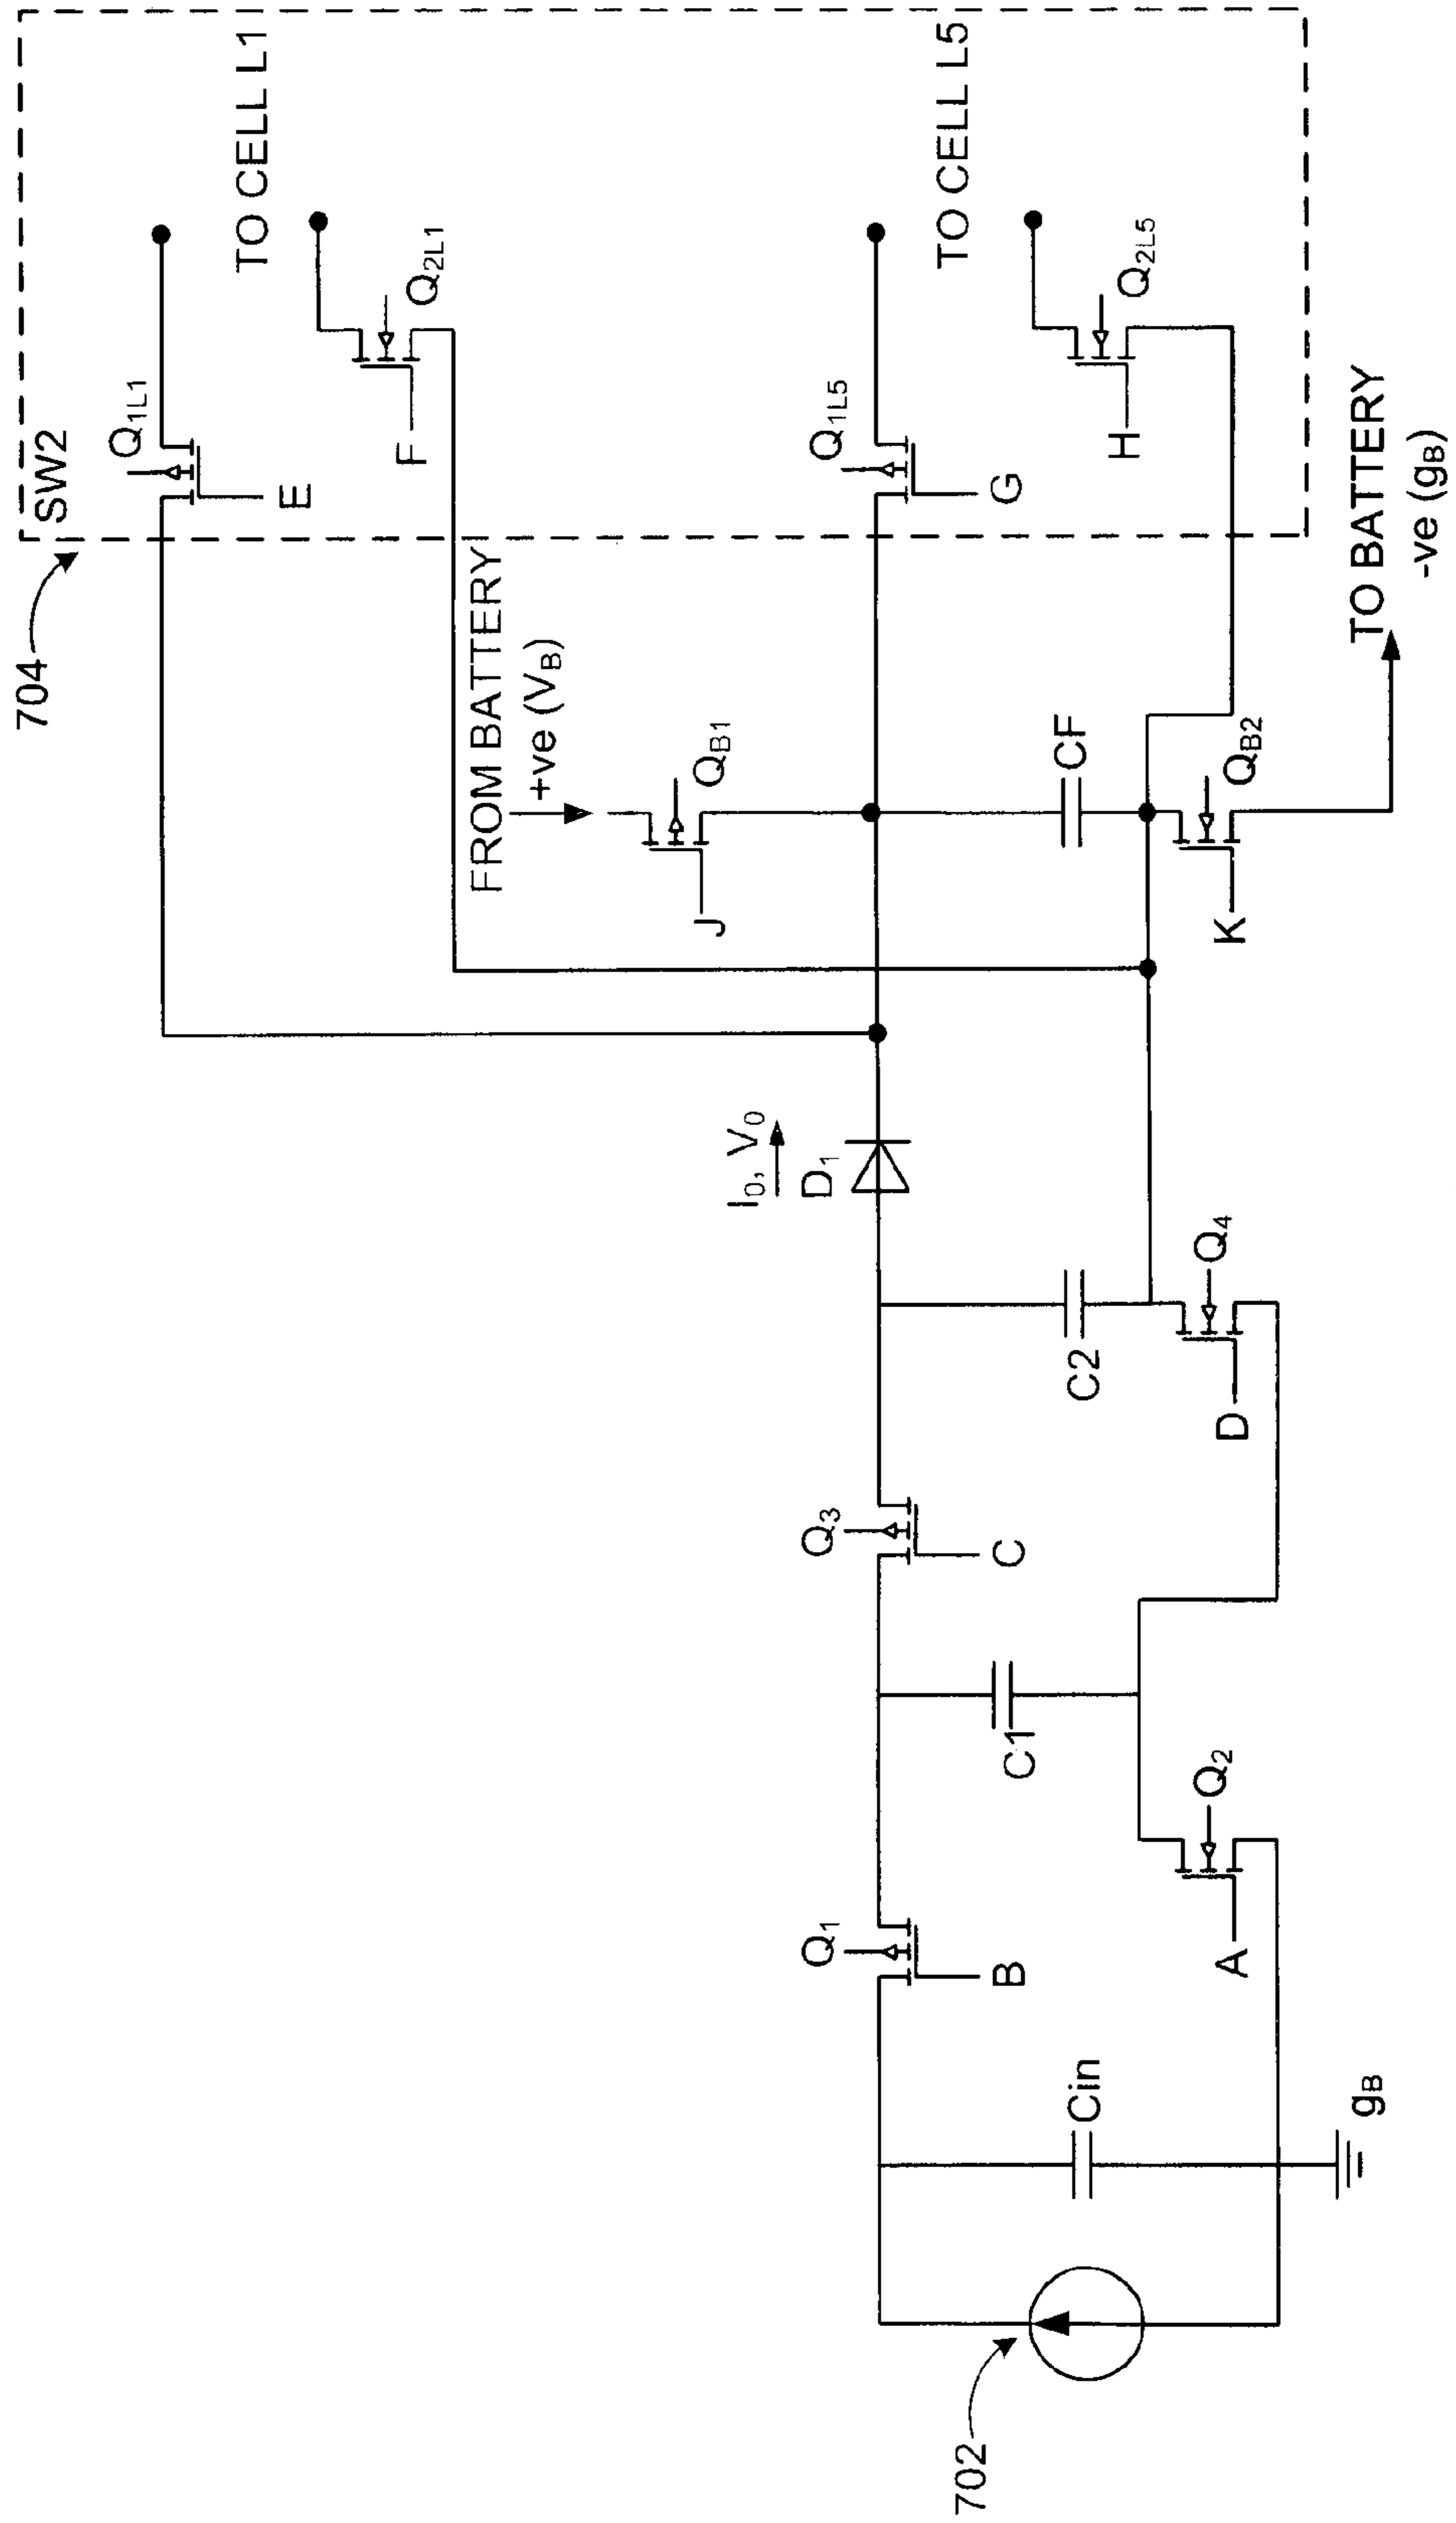 704
SW2
Q1L1
E
TO CELL L1
F
Q2L1
FROM BATTERY
+ve (VB)
J
QB1
Q1L5
G
TO CELL L5
H
Q2L5
I0, V0
D1
CF
K
QB2
TO BATTERY
-ve (gB)
Q1
B
Q3
C
C1
C2
D
Q4
A
Q2
Cin
gB
702